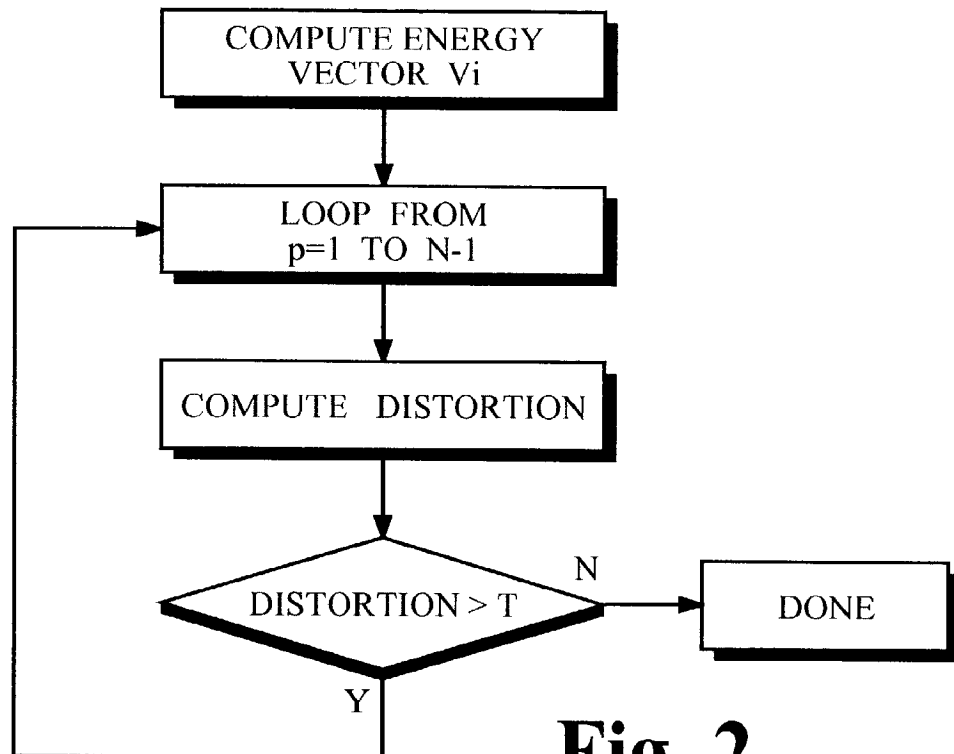 COMPUTE ENERGY
VECTOR Vi
LOOP FROM
p=1 TO N-1
COMPUTE DISTORTION
DISTORTION > T
N
DONE
Y
Fig. 2